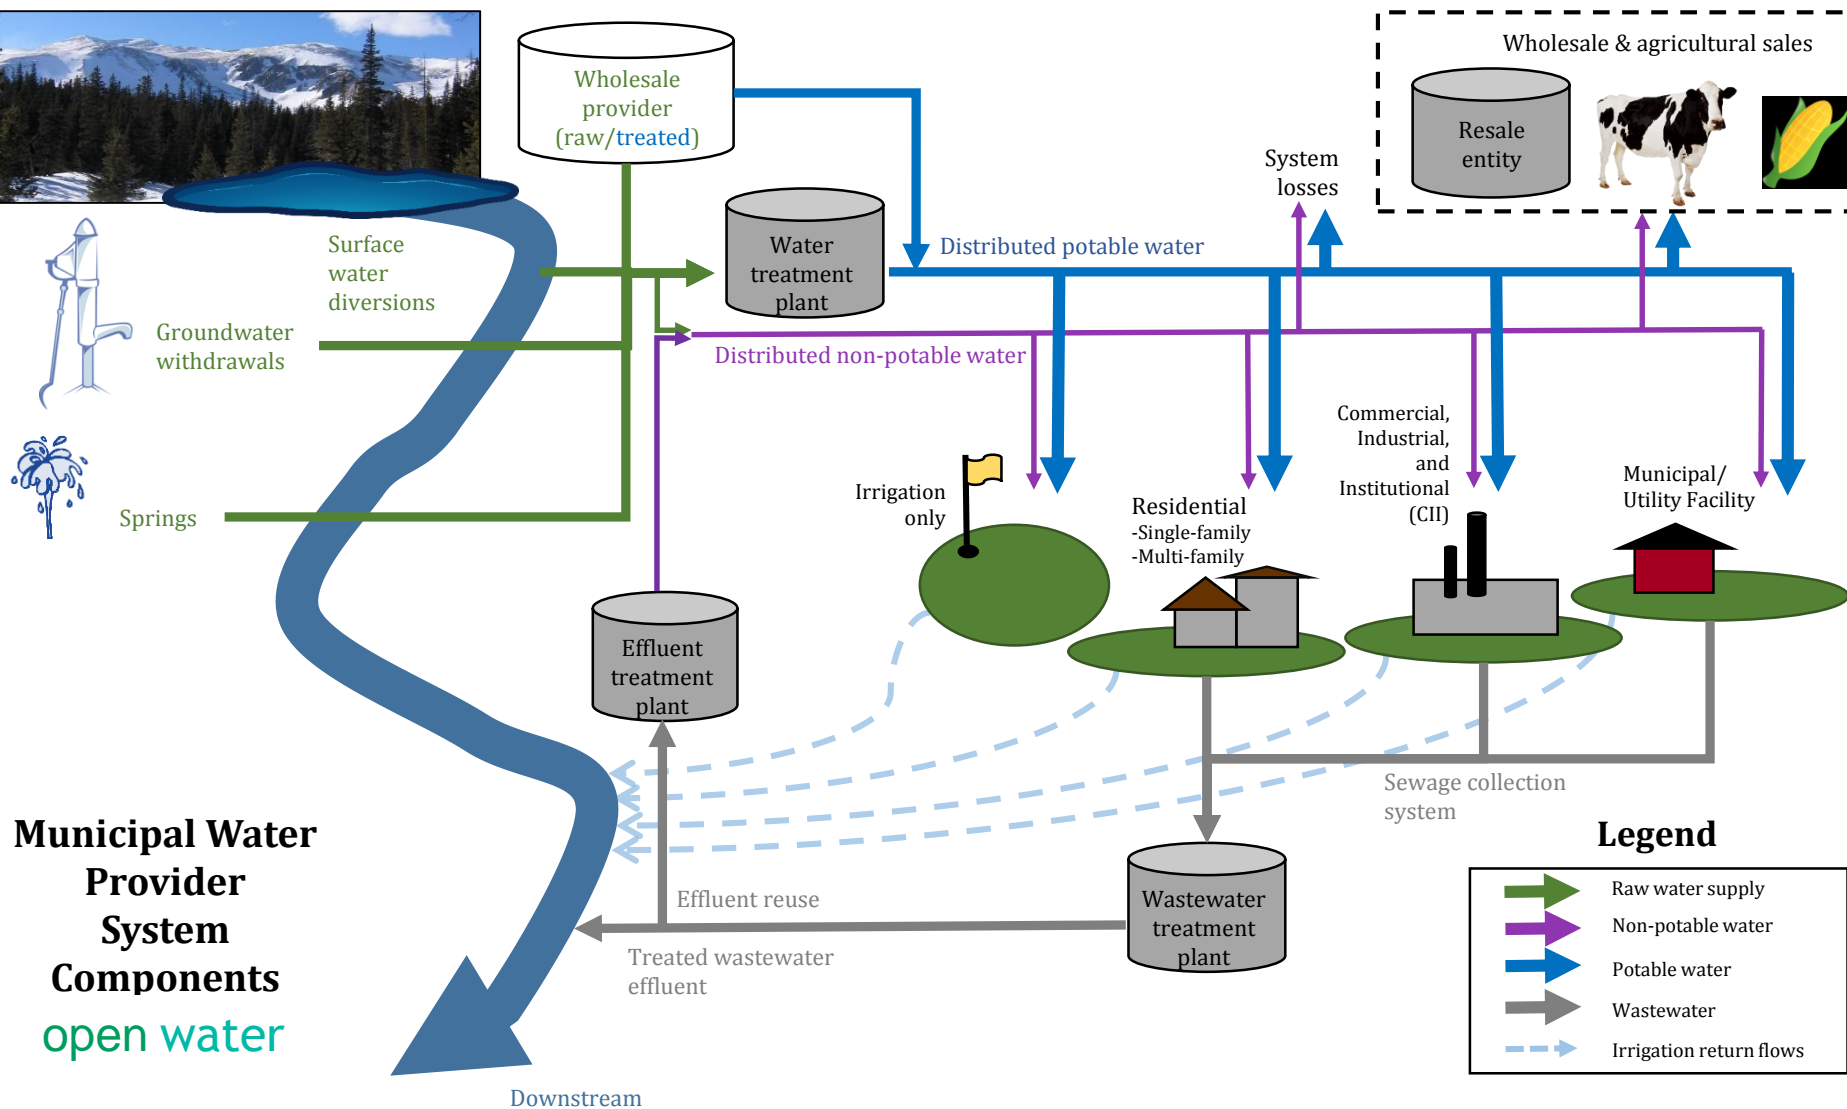 Wholesale & agricultural sales
Wholesale
provider
(raw/treated)
Resale
entity
System
losses
Surface
water
diversions
Water
treatment
plant
Distributed potable water
Groundwater
withdrawals
Distributed non-potable water
Springs
Irrigation
only
Residential
-Single-family
-Multi-family
Commercial,
Industrial,
and
Institutional
(CII)
Municipal/
Utility Facility
Effluent
treatment
plant
Sewage collection
system
Municipal Water
Provider
System
Components
open water
Effluent reuse
Treated wastewater
effluent
Wastewater
treatment
plant
Downstream
Legend
Raw water supply
Non-potable water
Potable water
Wastewater
Irrigation return flows